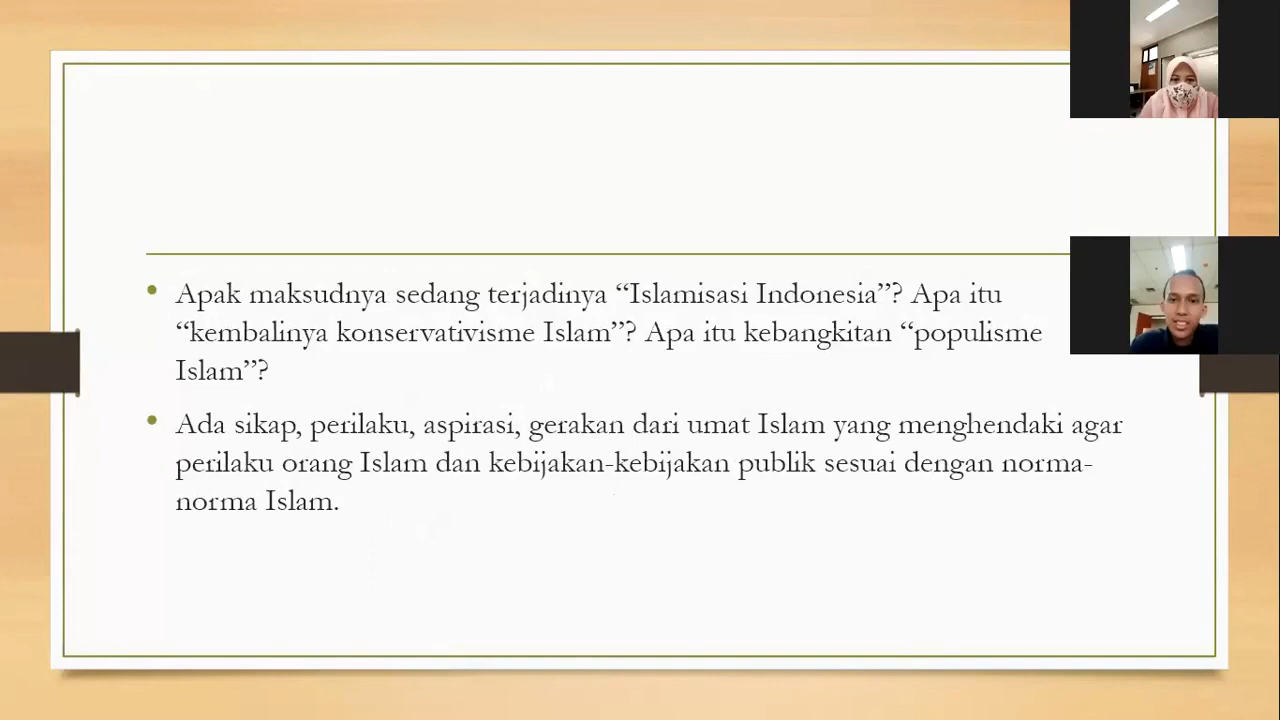 Apak maksudnya sedang terjadinya “Islamisasi Indonesia”? Apa itu
“kembalinya konservativisme Islam”? Apa itu kebangkitan “populisme
Islam”?
Ada sikap, perilaku, aspirasi, gerakan dari umat Islam yang menghendaki agar
perilaku orang Islam dan kebijakan-kebijakan publik sesuai dengan norma-
norma Islam.